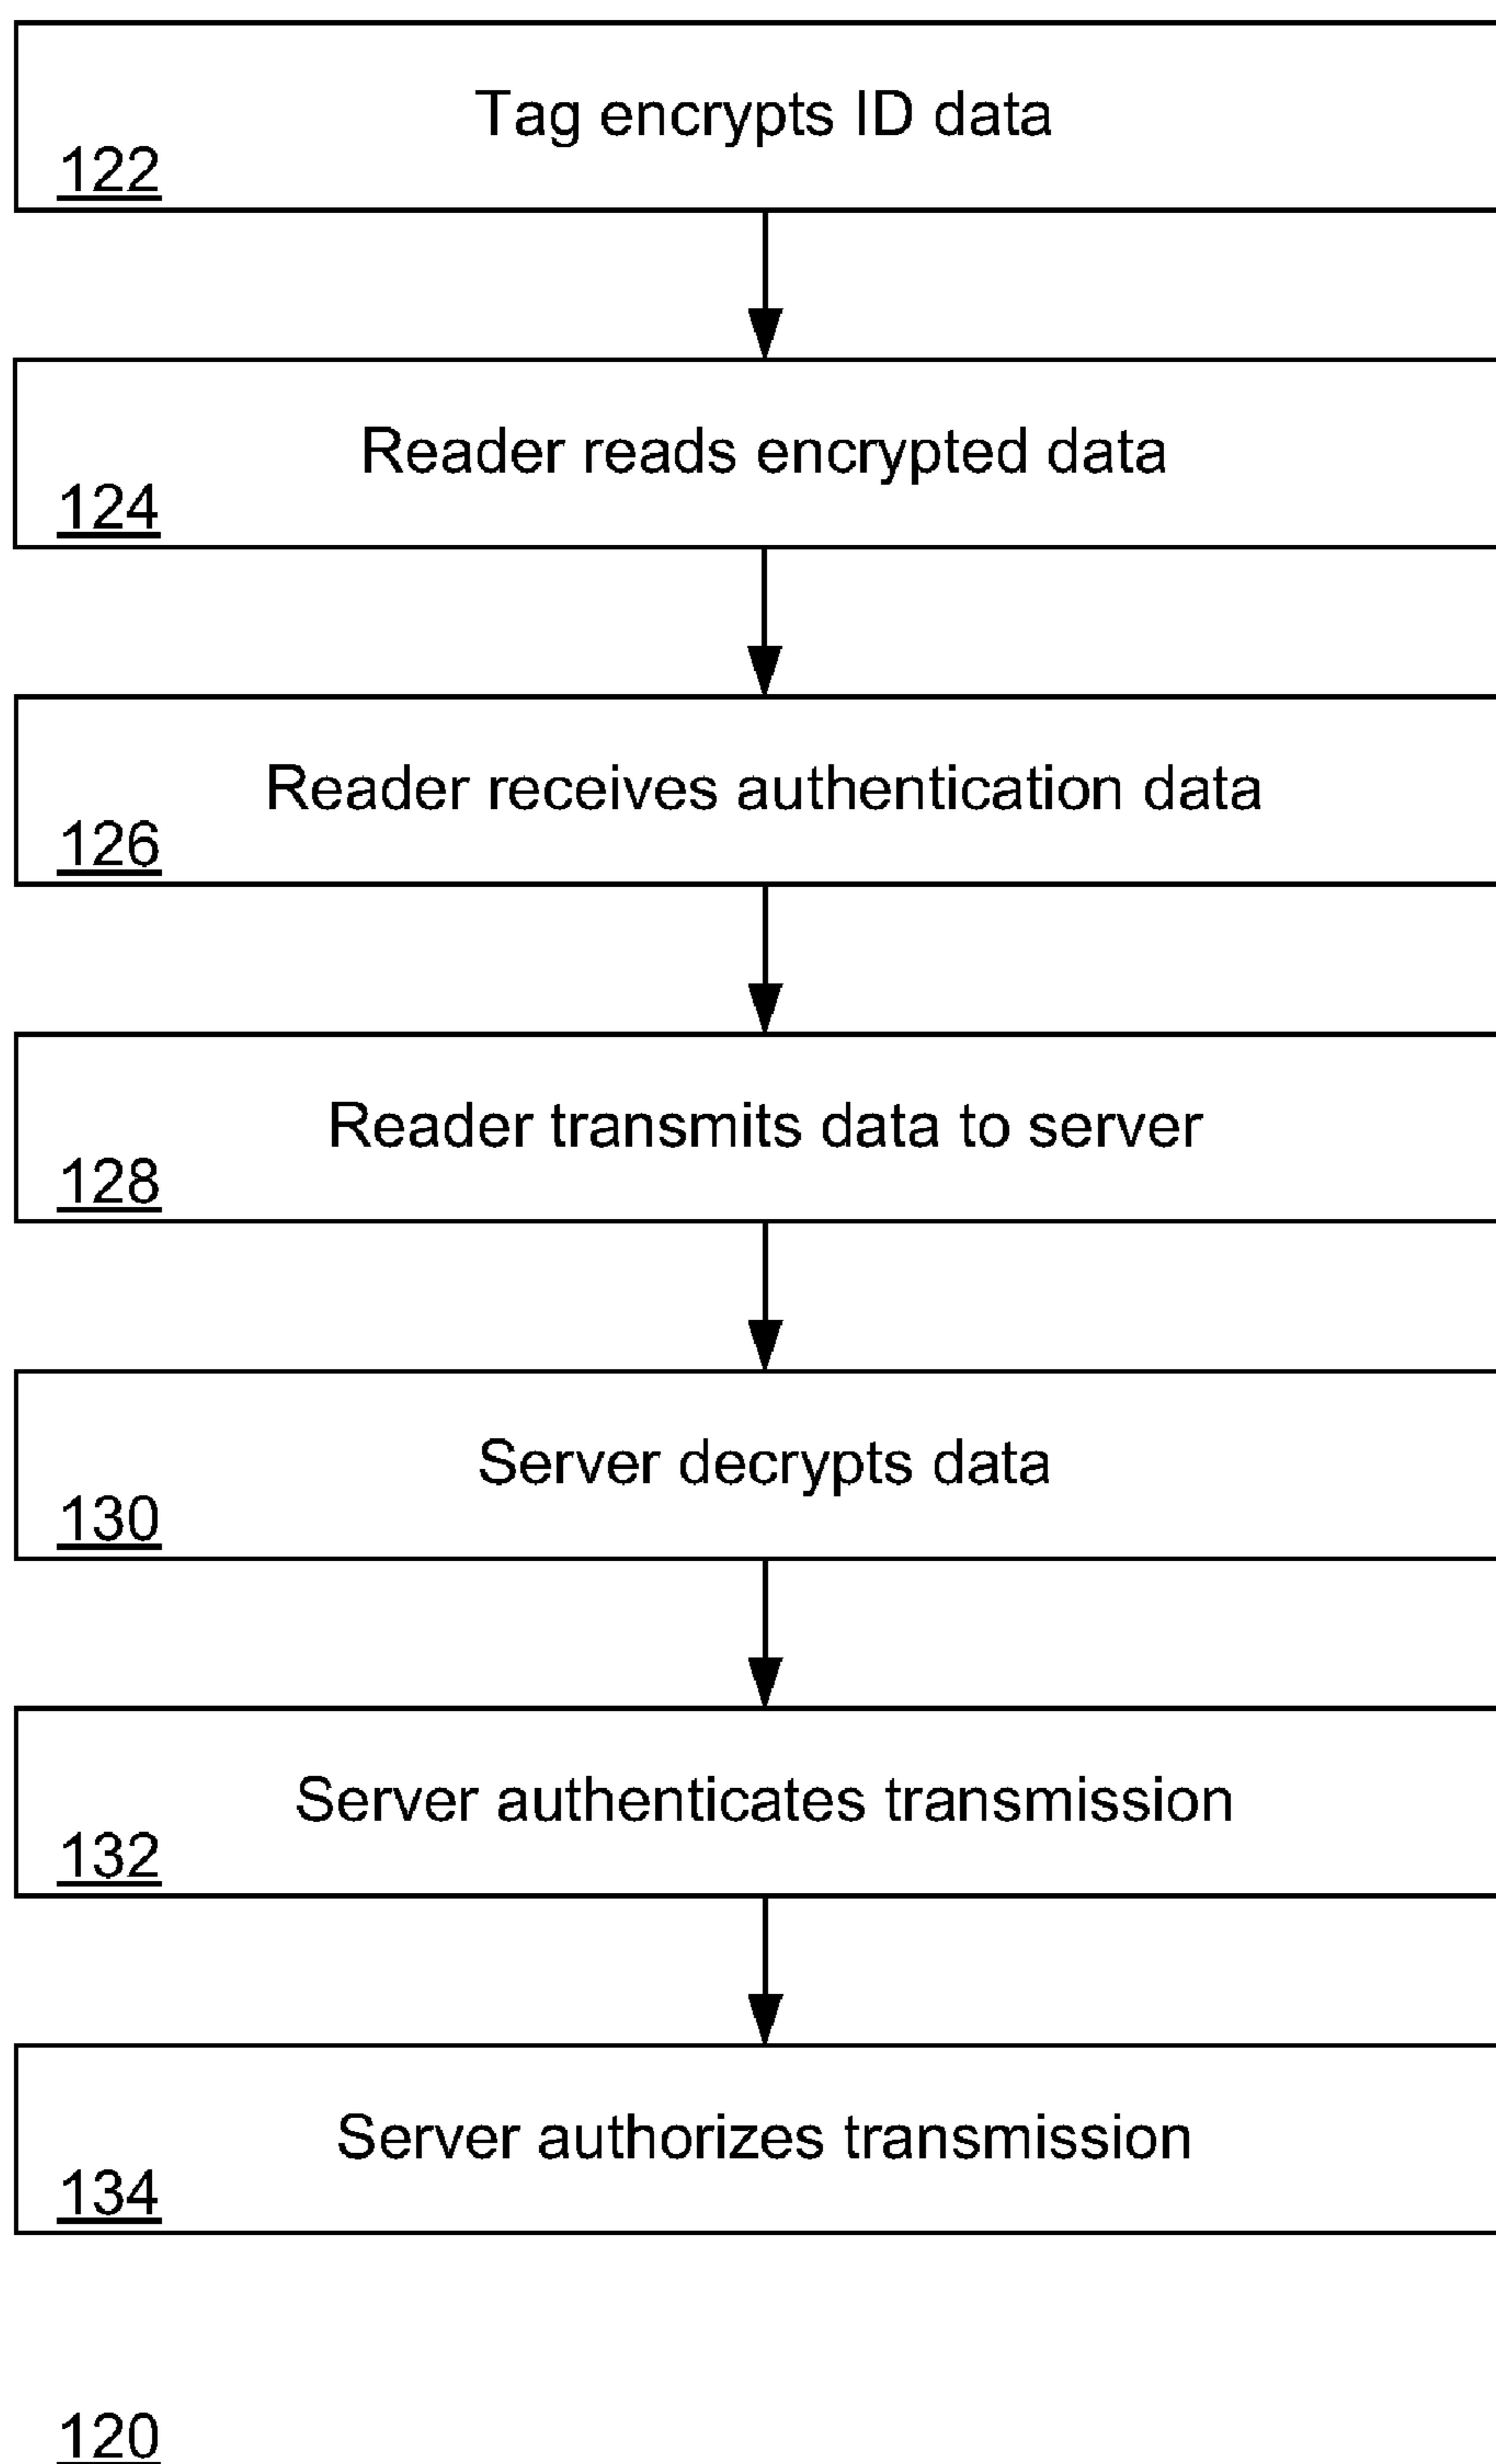 Tag encrypts ID data
122
Reader reads encrypted data
124
Reader receives authentication data
126
Reader transmits data to server
128
Server decrypts data
130
Server authenticates transmission
132
Server authorizes transmission
134
120